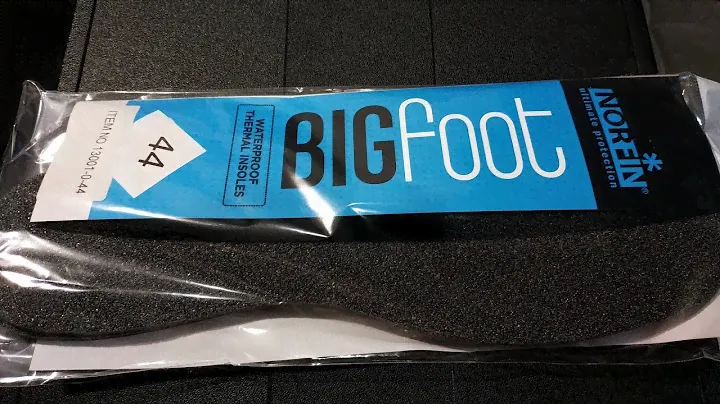 ITEM NO 13001-0-44
44
WATERPROOF
THERMAL INSOLES
BIGfoot
NORFIN®
ultimate protection